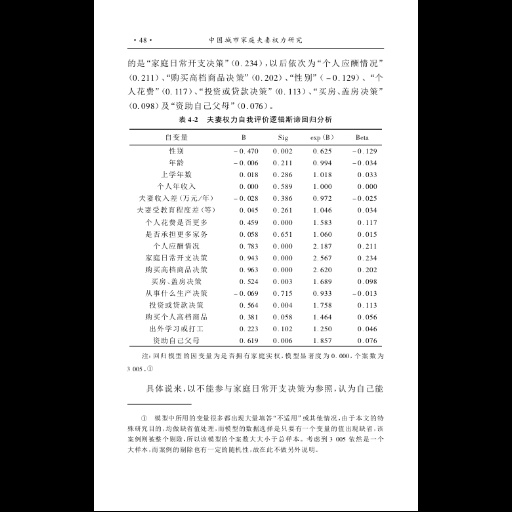 · 48 ·
中国城市家庭夫妻权力研究
的是“家庭日常开支决策”(0.234),以后依次为“个人应酬情况”
(0.211)、“购买高档商品决策”(0.202)、“性别”(－0.129)、“个
人花费”(0.117)、“投资或贷款决策”(0.113)、“买房、盖房决策”
(0.098)及“资助自己父母”(0.076)。
表 4-2 夫妻权力自我评价逻辑斯谛回归分析
自变量 B Sig exp(B) Beta
性别 －0.470 0.002 0.625 －0.129
年龄 －0.006 0.211 0.994 －0.034
上学年数 0.018 0.286 1.018 0.033
个人年收入 0.000 0.589 1.000 0.000
夫妻收入差(万元/年) －0.028 0.386 0.972 －0.025
夫妻受教育程度差(等) 0.045 0.261 1.046 0.034
个人花费是否更多 0.459 0.000 1.583 0.117
是否承担更多家务 0.058 0.651 1.060 0.015
个人应酬情况 0.783 0.000 2.187 0.211
家庭日常开支决策 0.943 0.000 2.567 0.234
购买高档商品决策 0.963 0.000 2.620 0.202
买房、盖房决策 0.524 0.003 1.689 0.098
从事什么生产决策 －0.069 0.715 0.933 －0.013
投资或贷款决策 0.564 0.004 1.758 0.113
购买个人高档商品 0.381 0.058 1.464 0.056
出外学习或打工 0.223 0.102 1.250 0.046
资助自己父母 0.619 0.006 1.857 0.076
注:回归模型的因变量为是否拥有家庭实权,模型显著度为 0.000,个案数为
3 005。①
具体说来,以不能参与家庭日常开支决策为参照,认为自己能
① 模型中所用的变量很多都出现大量填答“不适用”或其他情况,由于本文的特
殊研究目的,均做缺省值处理,而模型的数据选择是只要有一个变量的值出现缺省,该
案例则被整个剔除,所以该模型的个案数大大小于总样本。考虑到 3 005 依然是一个
大样本,而案例的剔除也有一定的随机性,故在此不做另外说明。